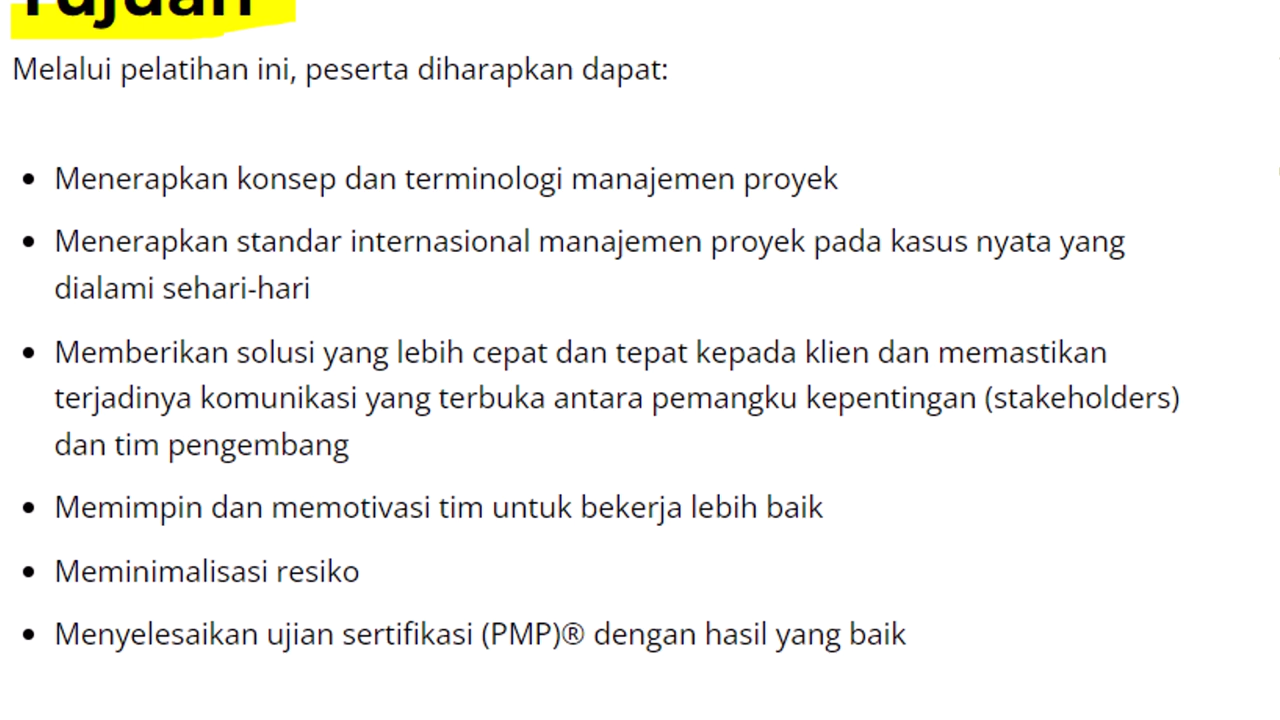 Tujuan
Melalui pelatihan ini, peserta diharapkan dapat:
• Menerapkan konsep dan terminologi manajemen proyek
• Menerapkan standar internasional manajemen proyek pada kasus nyata yang
dialami sehari-hari
• Memberikan solusi yang lebih cepat dan tepat kepada klien dan memastikan
terjadinya komunikasi yang terbuka antara pemangku kepentingan (stakeholders)
dan tim pengembang
• Memimpin dan memotivasi tim untuk bekerja lebih baik
• Meminimalisasi resiko
• Menyelesaikan ujian sertifikasi (PMP)® dengan hasil yang baik